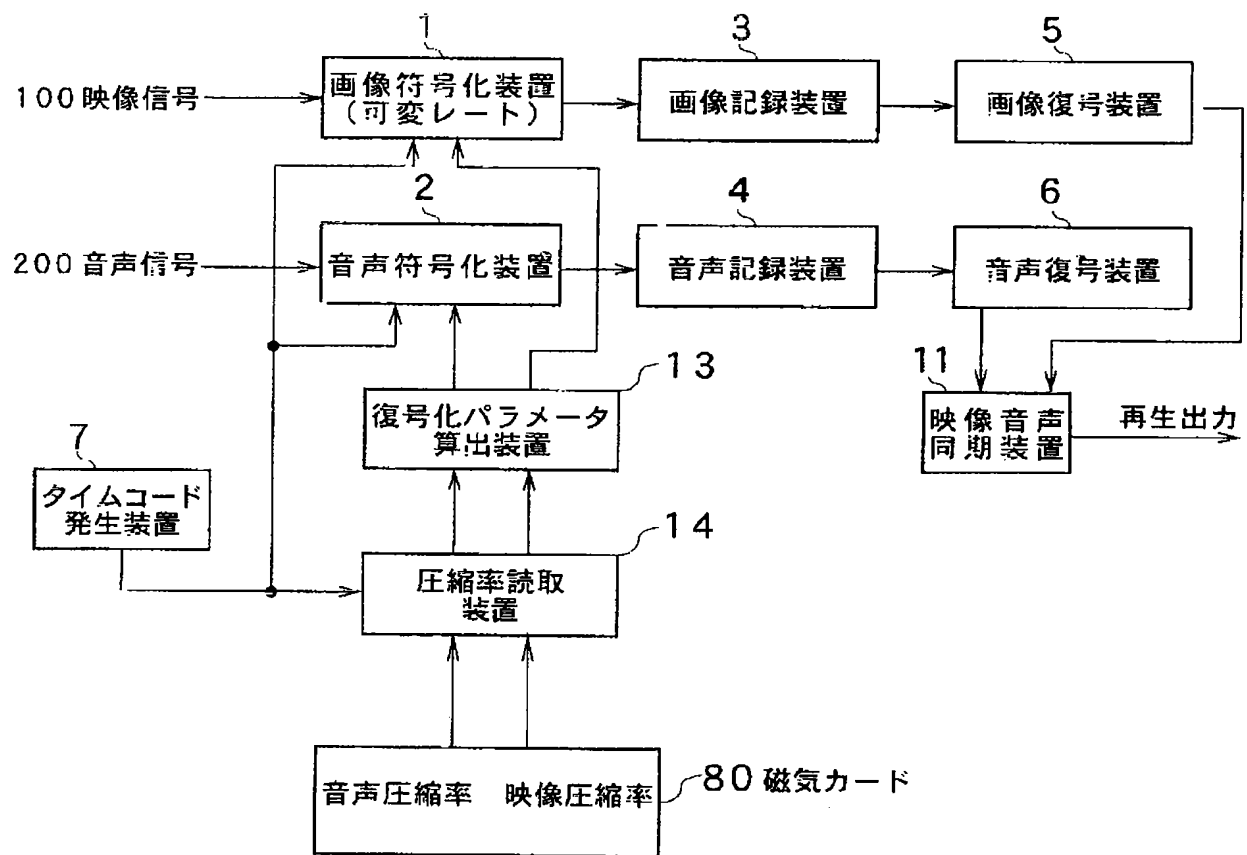 1
3
5
100映像信号
画像符号化装置
(可変レート)
画像記録装置
画像復号装置
2
4
6
200音声信号
音声符号化装置
音声記録装置
音声復号装置
13
11
復号化パラメータ
算出装置
映像音声
同期装置
再生出力
7
タイムコード
発生装置
14
圧縮率読取
装置
音声圧縮率 映像圧縮率
80磁気カード